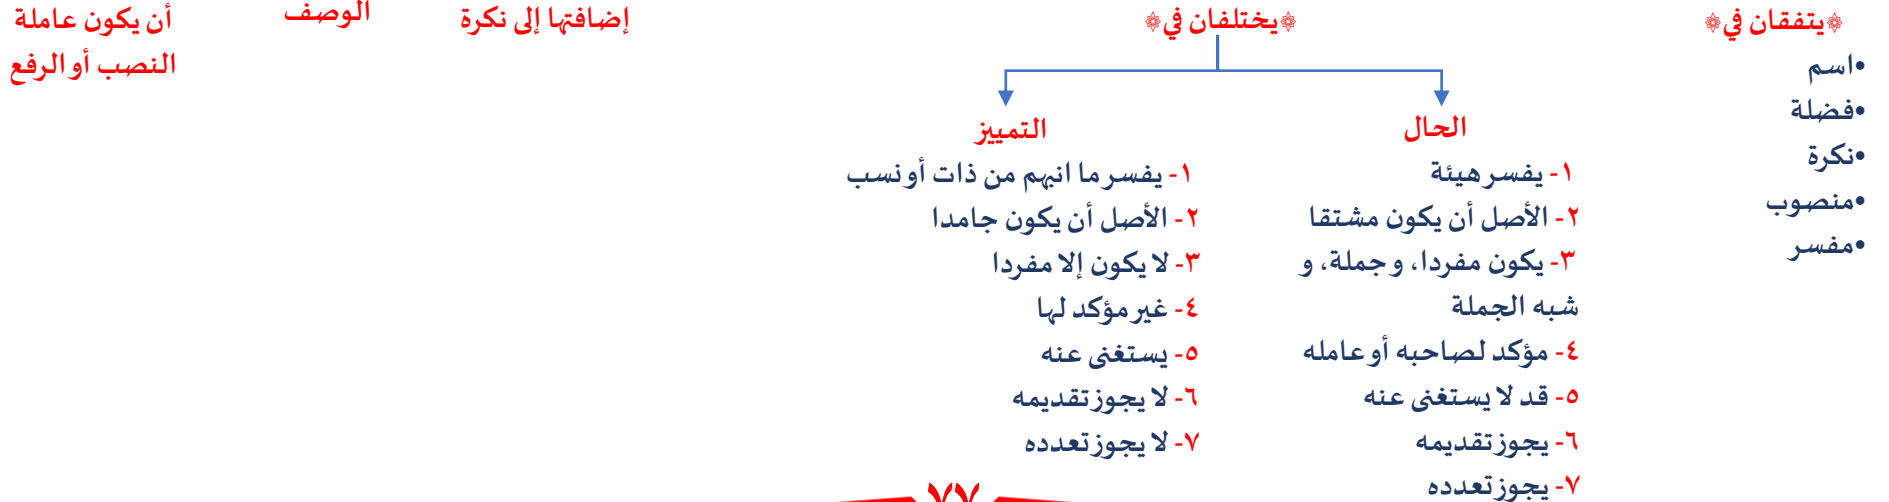 ۞يتفقان في۞
•اسم
•فضلة
•نكرة
•منصوب
•مفسر
۞يختلفان في۞
الحال
١- يفسر هيئة
٢- الأصل أن يكون مشتقا
٣- يكون مفردا، و جملة، و
شبه الجملة
٤- مؤكد لصاحبه أو عامله
٥- قد لا يستغنى عنه
٦- يجوز تقديمه
٧- يجوز تعدده
التمييز
١- يفسر ما انبهم من ذات أو نسب
٢- الأصل أن يكون جامدا
٣- لا يكون إلا مفردا
٤- غير مؤكد لها
٥- يستغنى عنه
٦- لا يجوز تقديمه
٧- لا يجوز تعدده
إضافتها إلى نكرة
الوصف
أن يكون عاملة
النصب أو الرفع
٧٧